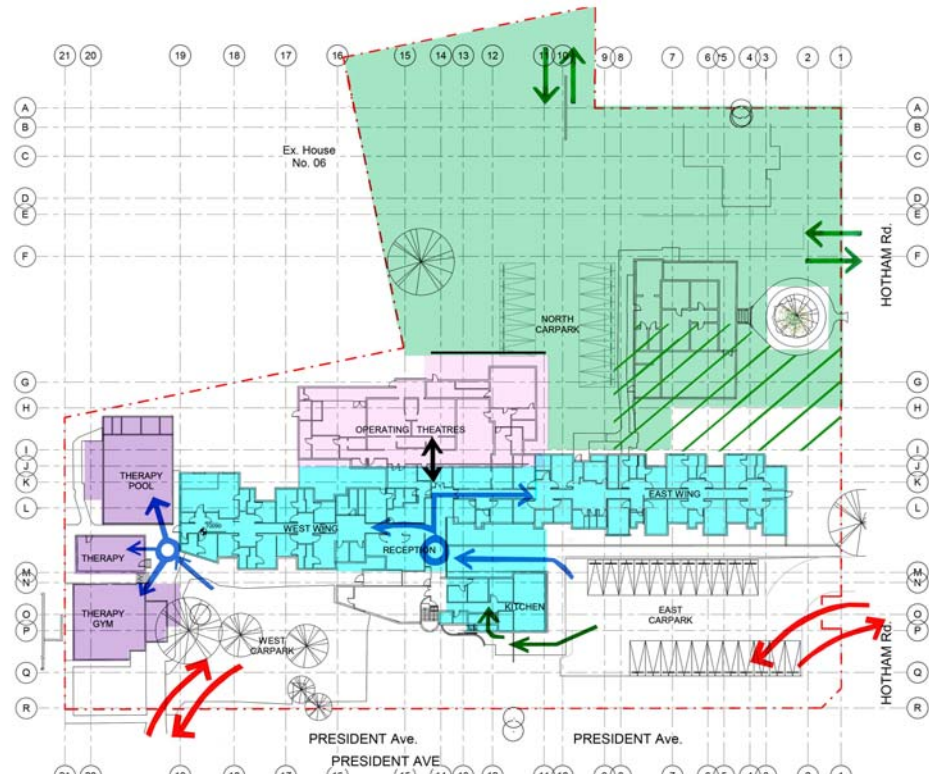 21 20 19 18 17 16 15 14 13 12 11 10 9 8 7 6 *5 4 3 2 1
A A
B B
Ex. House
No. 06
C C
D D
E E
F F
HOTHAM Rd.
NORTH
CARPARK
G G
H H
OPERATING THEATRES
I I
J J
K K
THERAPY
POOL
EAST WING
L L
WEST WING
RECEPTION
THERAPY
M M
N N
KITCHEN
O O
THERAPY
GYM
EAST
CARPARK
P P
WEST
CARPARK
HOTHAM Rd.
Q Q
R R
PRESIDENT Ave.
PRESIDENT Ave.
PRESIDENT AVE